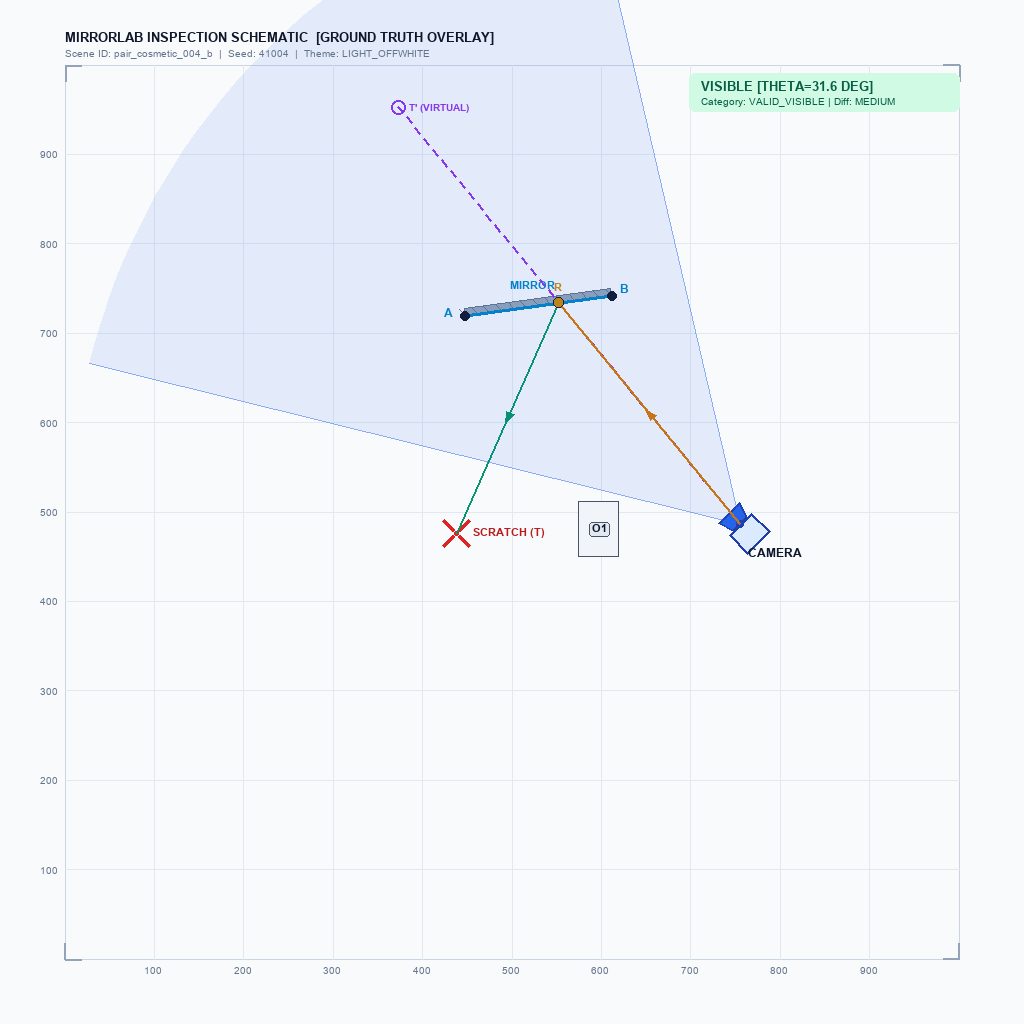 MIRRORLAB INSPECTION SCHEMATIC [GROUND TRUTH OVERLAY]
Scene ID: pair_cosmetic_004_b | Seed: 41004 | Theme: LIGHT_OFFWHITE
VISIBLE [THETA=31.6 DEG]
Category: VALID_VISIBLE | Diff: MEDIUM
T' (VIRTUAL)
900
800
MIRROR
R
B
A
700
600
500
O1
SCRATCH (T)
CAMERA
400
300
200
100
100 200 300 400 500 600 700 800 900